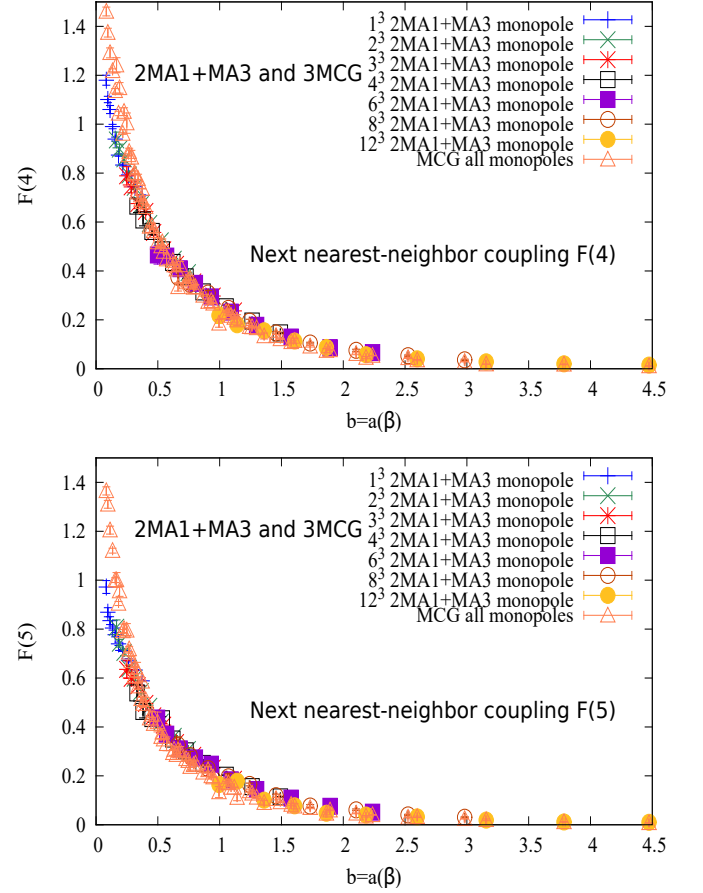 1.4
1.2
1
0.8
0.6
0.4
0.2
0
F(4)
1³ 2MA1+MA3 monopole
2³ 2MA1+MA3 monopole
3³ 2MA1+MA3 monopole
4³ 2MA1+MA3 monopole
6³ 2MA1+MA3 monopole
8³ 2MA1+MA3 monopole
12³ 2MA1+MA3 monopole
MCG all monopoles
2MA1+MA3 and 3MCG
Next nearest-neighbor coupling F(4)
0 0.5 1 1.5 2 2.5 3 3.5 4 4.5
b=a(β)
1.4
1.2
1
0.8
0.6
0.4
0.2
0
F(5)
1³ 2MA1+MA3 monopole
2³ 2MA1+MA3 monopole
3³ 2MA1+MA3 monopole
4³ 2MA1+MA3 monopole
6³ 2MA1+MA3 monopole
8³ 2MA1+MA3 monopole
12³ 2MA1+MA3 monopole
MCG all monopoles
2MA1+MA3 and 3MCG
Next nearest-neighbor coupling F(5)
0 0.5 1 1.5 2 2.5 3 3.5 4 4.5
b=a(β)